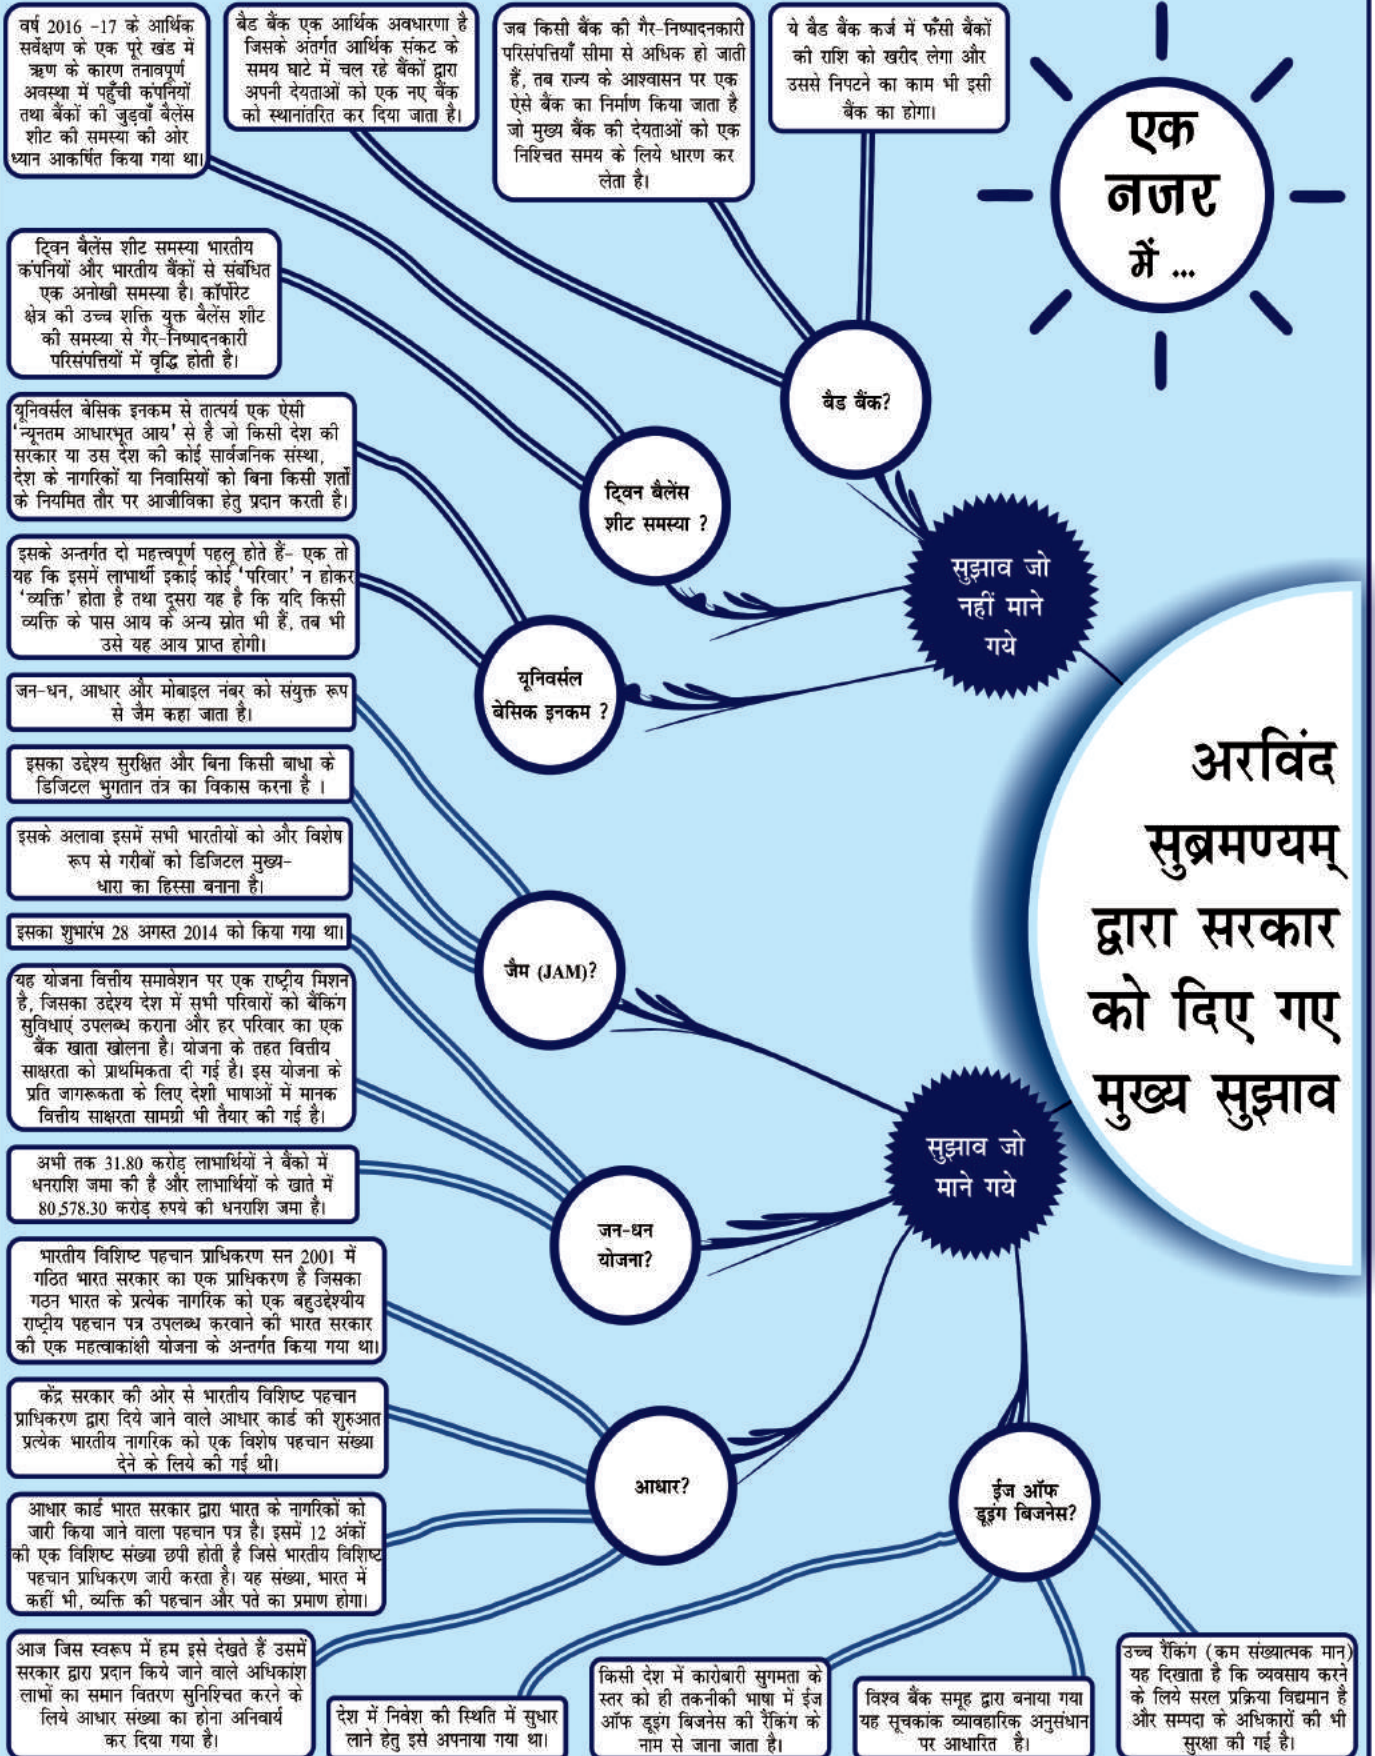 एक
नजर
में ...
अरविंद
सुब्रमण्यम्
द्वारा सरकार
को दिए गए
मुख्य सुझाव
सुझाव जो
नहीं माने
गये
बैड बैंक?
वर्ष 2016 -17 के आर्थिक
सर्वेक्षण के एक पूरे खंड में
ऋण के कारण तनावपूर्ण
अवस्था में पहुँची कंपनियों
तथा बैंकों की जुड़वाँ बैलेंस
शीट की समस्या की ओर
ध्यान आकर्षित किया गया था।
बैड बैंक एक आर्थिक अवधारणा है
जिसके अंतर्गत आर्थिक संकट के
समय घाटे में चल रहे बैंकों द्वारा
अपनी देयताओं को एक नए बैंक
को स्थानांतरित कर दिया जाता है।
जब किसी बैंक की गैर-निष्पादनकारी
परिसंपत्तियाँ सीमा से अधिक हो जाती
हैं, तब राज्य के आश्वासन पर एक
ऐसे बैंक का निर्माण किया जाता है
जो मुख्य बैंक की देयताओं को एक
निश्चित समय के लिये धारण कर
लेता है।
ये बैड बैंक कर्ज में फँसी बैंकों
की राशि को खरीद लेगा और
उससे निपटने का काम भी इसी
बैंक का होगा।
ट्विन बैलेंस
शीट समस्या ?
ट्विन बैलेंस शीट समस्या भारतीय
कंपनियों और भारतीय बैंकों से संबंधित
एक अनोखी समस्या है। कॉर्पोरेट
क्षेत्र की उच्च शक्ति युक्त बैलेंस शीट
की समस्या से गैर-निष्पादनकारी
परिसंपत्तियों में वृद्धि होती है।
यूनिवर्सल
बेसिक इनकम ?
यूनिवर्सल बेसिक इनकम से तात्पर्य एक ऐसी
'न्यूनतम आधारभूत आय' से है जो किसी देश की
सरकार या उस देश की कोई सार्वजनिक संस्था,
देश के नागरिकों या निवासियों को बिना किसी शर्तों
के नियमित तौर पर आजीविका हेतु प्रदान करती है।
इसके अन्तर्गत दो महत्त्वपूर्ण पहलू होते हैं- एक तो
यह कि इसमें लाभार्थी इकाई कोई 'परिवार' न होकर
'व्यक्ति' होता है तथा दूसरा यह है कि यदि किसी
व्यक्ति के पास आय के अन्य स्रोत भी हैं, तब भी
उसे यह आय प्राप्त होगी।
सुझाव जो
माने गये
जैम (JAM)?
जन-धन, आधार और मोबाइल नंबर को संयुक्त रूप
से जैम कहा जाता है।
इसका उद्देश्य सुरक्षित और बिना किसी बाधा के
डिजिटल भुगतान तंत्र का विकास करना है ।
इसके अलावा इसमें सभी भारतीयों को और विशेष
रूप से गरीबों को डिजिटल मुख्य-
धारा का हिस्सा बनाना है।
जन-धन
योजना?
इसका शुभारंभ 28 अगस्त 2014 को किया गया था।
यह योजना वित्तीय समावेशन पर एक राष्ट्रीय मिशन
है, जिसका उद्देश्य देश में सभी परिवारों को बैंकिंग
सुविधाएं उपलब्ध कराना और हर परिवार का एक
बैंक खाता खोलना है। योजना के तहत वित्तीय
साक्षरता को प्राथमिकता दी गई है। इस योजना के
प्रति जागरूकता के लिए देशी भाषाओं में मानक
वित्तीय साक्षरता सामग्री भी तैयार की गई है।
अभी तक 31.80 करोड़ लाभार्थियों ने बैंको में
धनराशि जमा की है और लाभार्थियों के खाते में
80,578.30 करोड़ रुपये की धनराशि जमा है।
आधार?
भारतीय विशिष्ट पहचान प्राधिकरण सन 2001 में
गठित भारत सरकार का एक प्राधिकरण है जिसका
गठन भारत के प्रत्येक नागरिक को एक बहुउद्देश्यीय
राष्ट्रीय पहचान पत्र उपलब्ध करवाने की भारत सरकार
की एक महत्वाकांक्षी योजना के अन्तर्गत किया गया था।
केंद्र सरकार की ओर से भारतीय विशिष्ट पहचान
प्राधिकरण द्वारा दिये जाने वाले आधार कार्ड की शुरुआत
प्रत्येक भारतीय नागरिक को एक विशेष पहचान संख्या
देने के लिये की गई थी।
आधार कार्ड भारत सरकार द्वारा भारत के नागरिकों को
जारी किया जाने वाला पहचान पत्र है। इसमें 12 अंकों
की एक विशिष्ट संख्या छपी होती है जिसे भारतीय विशिष्ट
पहचान प्राधिकरण जारी करता है। यह संख्या, भारत में
कहीं भी, व्यक्ति की पहचान और पते का प्रमाण होगा।
आज जिस स्वरूप में हम इसे देखते हैं उसमें
सरकार द्वारा प्रदान किये जाने वाले अधिकांश
लाभों का समान वितरण सुनिश्चित करने के
लिये आधार संख्या का होना अनिवार्य
कर दिया गया है।
ईज ऑफ
डूइंग बिजनेस?
देश में निवेश की स्थिति में सुधार
लाने हेतु इसे अपनाया गया था।
किसी देश में कारोबारी सुगमता के
स्तर को ही तकनीकी भाषा में ईज
ऑफ डूइंग बिजनेस की रैंकिंग के
नाम से जाना जाता है।
विश्व बैंक समूह द्वारा बनाया गया
यह सूचकांक व्यावहारिक अनुसंधान
पर आधारित है।
उच्च रैंकिंग (कम संख्यात्मक मान)
यह दिखाता है कि व्यवसाय करने
के लिये सरल प्रक्रिया विद्यमान है
और सम्पदा के अधिकारों की भी
सुरक्षा की गई है।